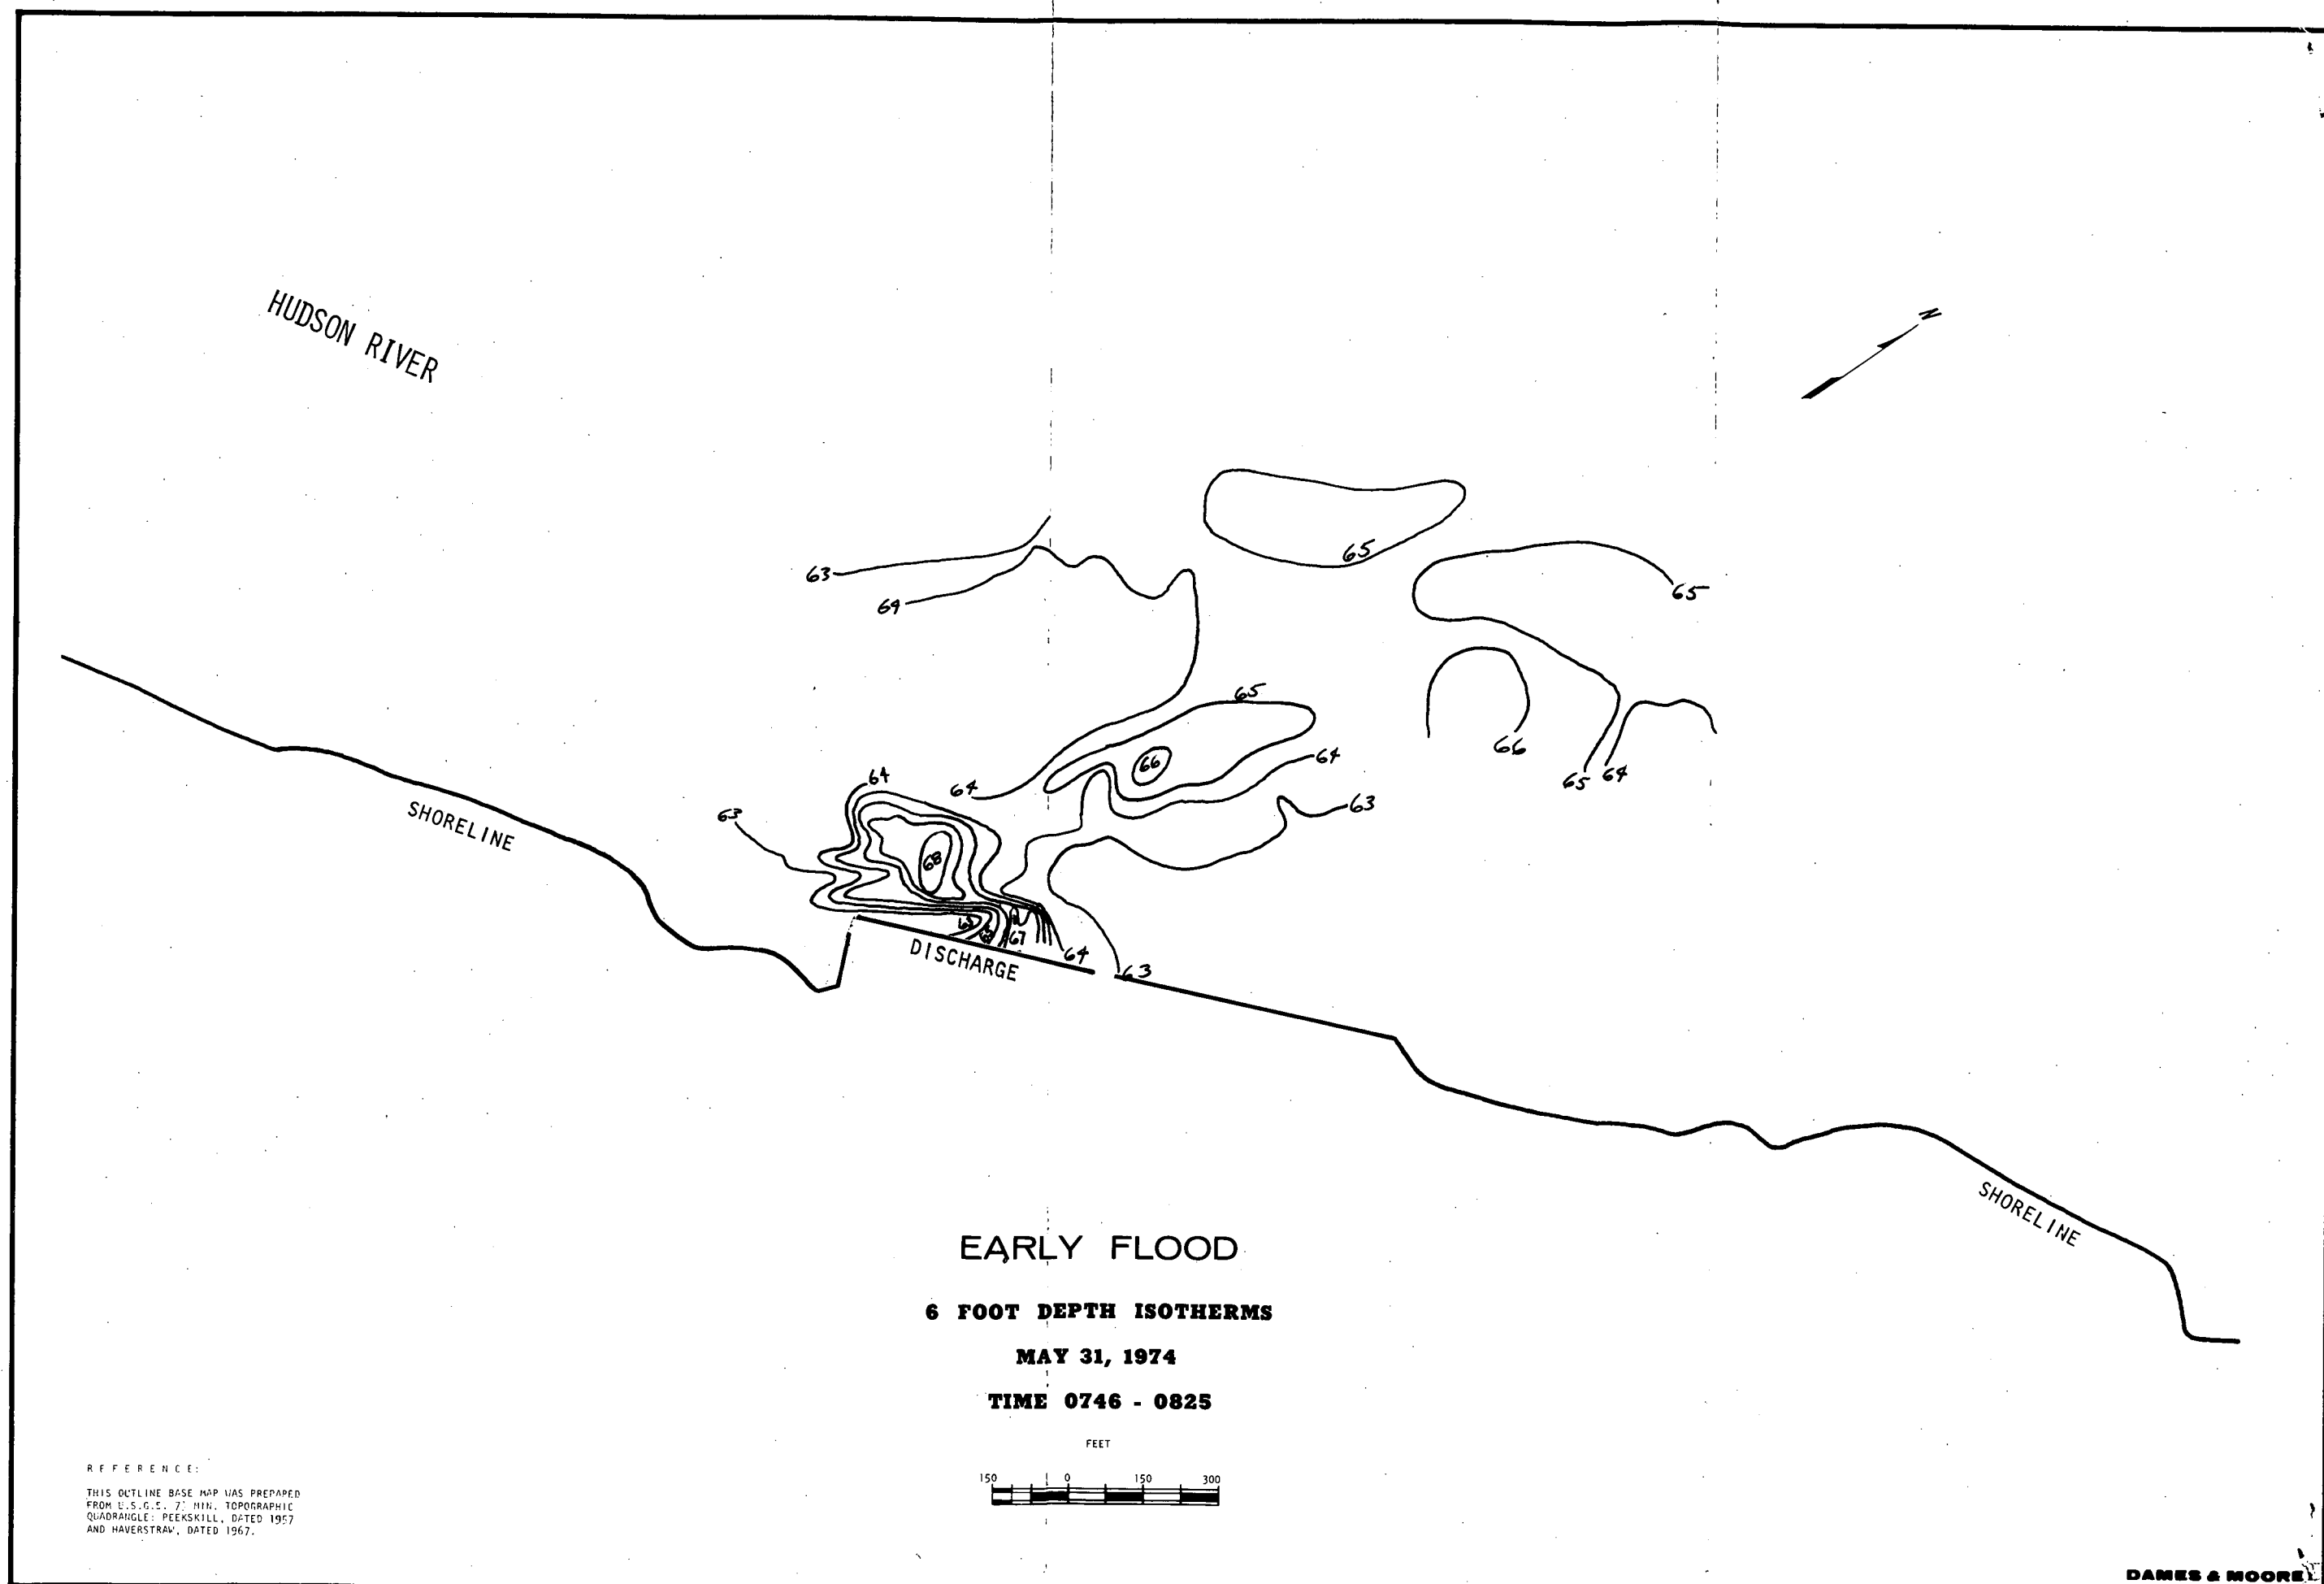 HUDSON RIVER
N
65
63
64
65
65
66
66
65 64
64
64
64
63
63
68
67
64
63
SHORELINE
DISCHARGE
SHORELINE
EARLY FLOOD
6 FOOT DEPTH ISOTHERMS
MAY 31, 1974
TIME 0746 - 0825
FEET
150 0 150 300
REFERENCE:
THIS OUTLINE BASE MAP WAS PREPARED
FROM U.S.G.S. 7½ MIN. TOPOGRAPHIC
QUADRANGLE: PEEKSKILL, DATED 1957
AND HAVERSTRAW, DATED 1967.
DAMES & MOORE